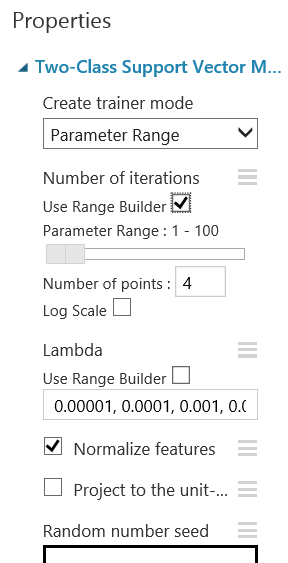 Properties
Two-Class Support Vector M...
Create trainer mode
Parameter Range
Number of iterations
Use Range Builder
Parameter Range : 1 - 100
Number of points : 4
Log Scale
Lambda
Use Range Builder
0.00001, 0.0001, 0.001, 0.0
Normalize features
Project to the unit-...
Random number seed